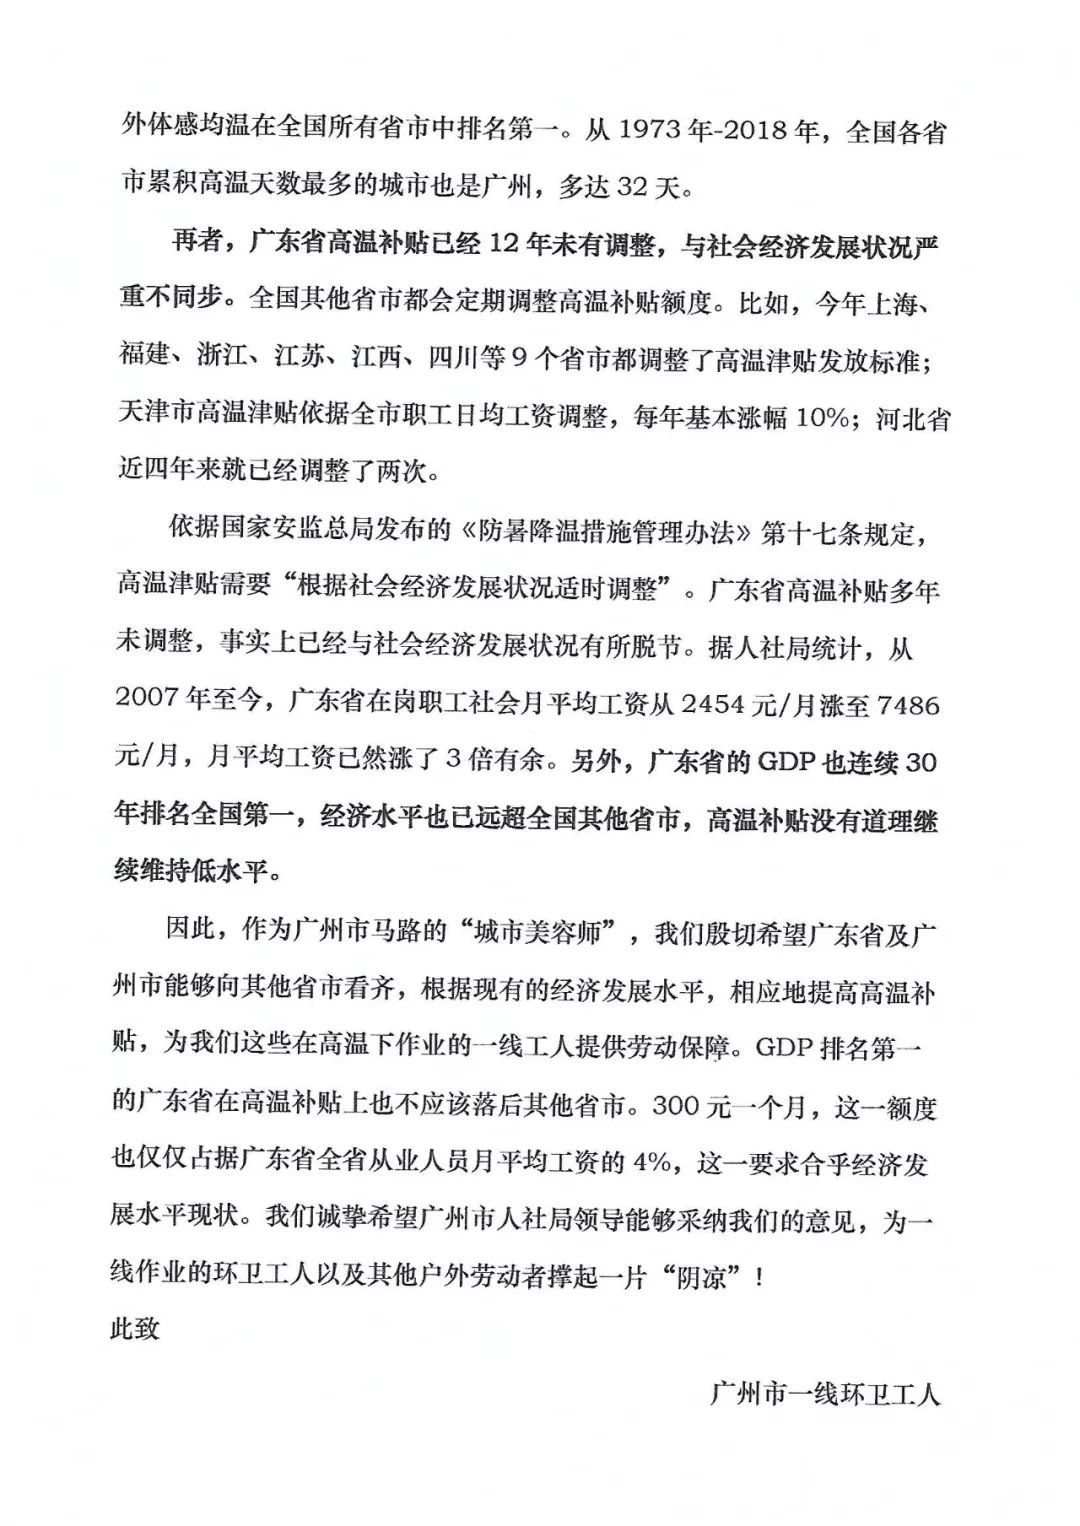 外体感均温在全国所有省市中排名第一。从 1973 年-2018 年，全国各省
市累积高温天数最多的城市也是广州，多达 32 天。
再者，广东省高温补贴已经 12 年未有调整，与社会经济发展状况严
重不同步。全国其他省市都会定期调整高温补贴额度。比如，今年上海、
福建、浙江、江苏、江西、四川等 9 个省市都调整了高温津贴发放标准；
天津市高温津贴依据全市职工日均工资调整，每年基本涨幅 10%；河北省
近四年来就已经调整了两次。
依据国家安监总局发布的《防暑降温措施管理办法》第十七条规定，
高温津贴需要“根据社会经济发展状况适时调整”。广东省高温补贴多年
未调整，事实上已经与社会经济发展状况有所脱节。据人社局统计，从
2007 年至今，广东省在岗职工社会月平均工资从 2454 元/月涨至 7486
元/月，月平均工资已然涨了 3 倍有余。另外，广东省的 GDP 也连续 30
年排名全国第一，经济水平也已远超全国其他省市，高温补贴没有道理继
续维持低水平。
因此，作为广州市马路的“城市美容师”，我们殷切希望广东省及广
州市能够向其他省市看齐，根据现有的经济发展水平，相应地提高高温补
贴，为我们这些在高温下作业的一线工人提供劳动保障。GDP 排名第一
的广东省在高温补贴上也不应该落后其他省市。300 元一个月，这一额度
也仅仅占据广东省全省从业人员月平均工资的 4%，这一要求合乎经济发
展水平现状。我们诚挚希望广州市人社局领导能够采纳我们的意见，为一
线作业的环卫工人以及其他户外劳动者撑起一片“阴凉”！
此致
广州市一线环卫工人